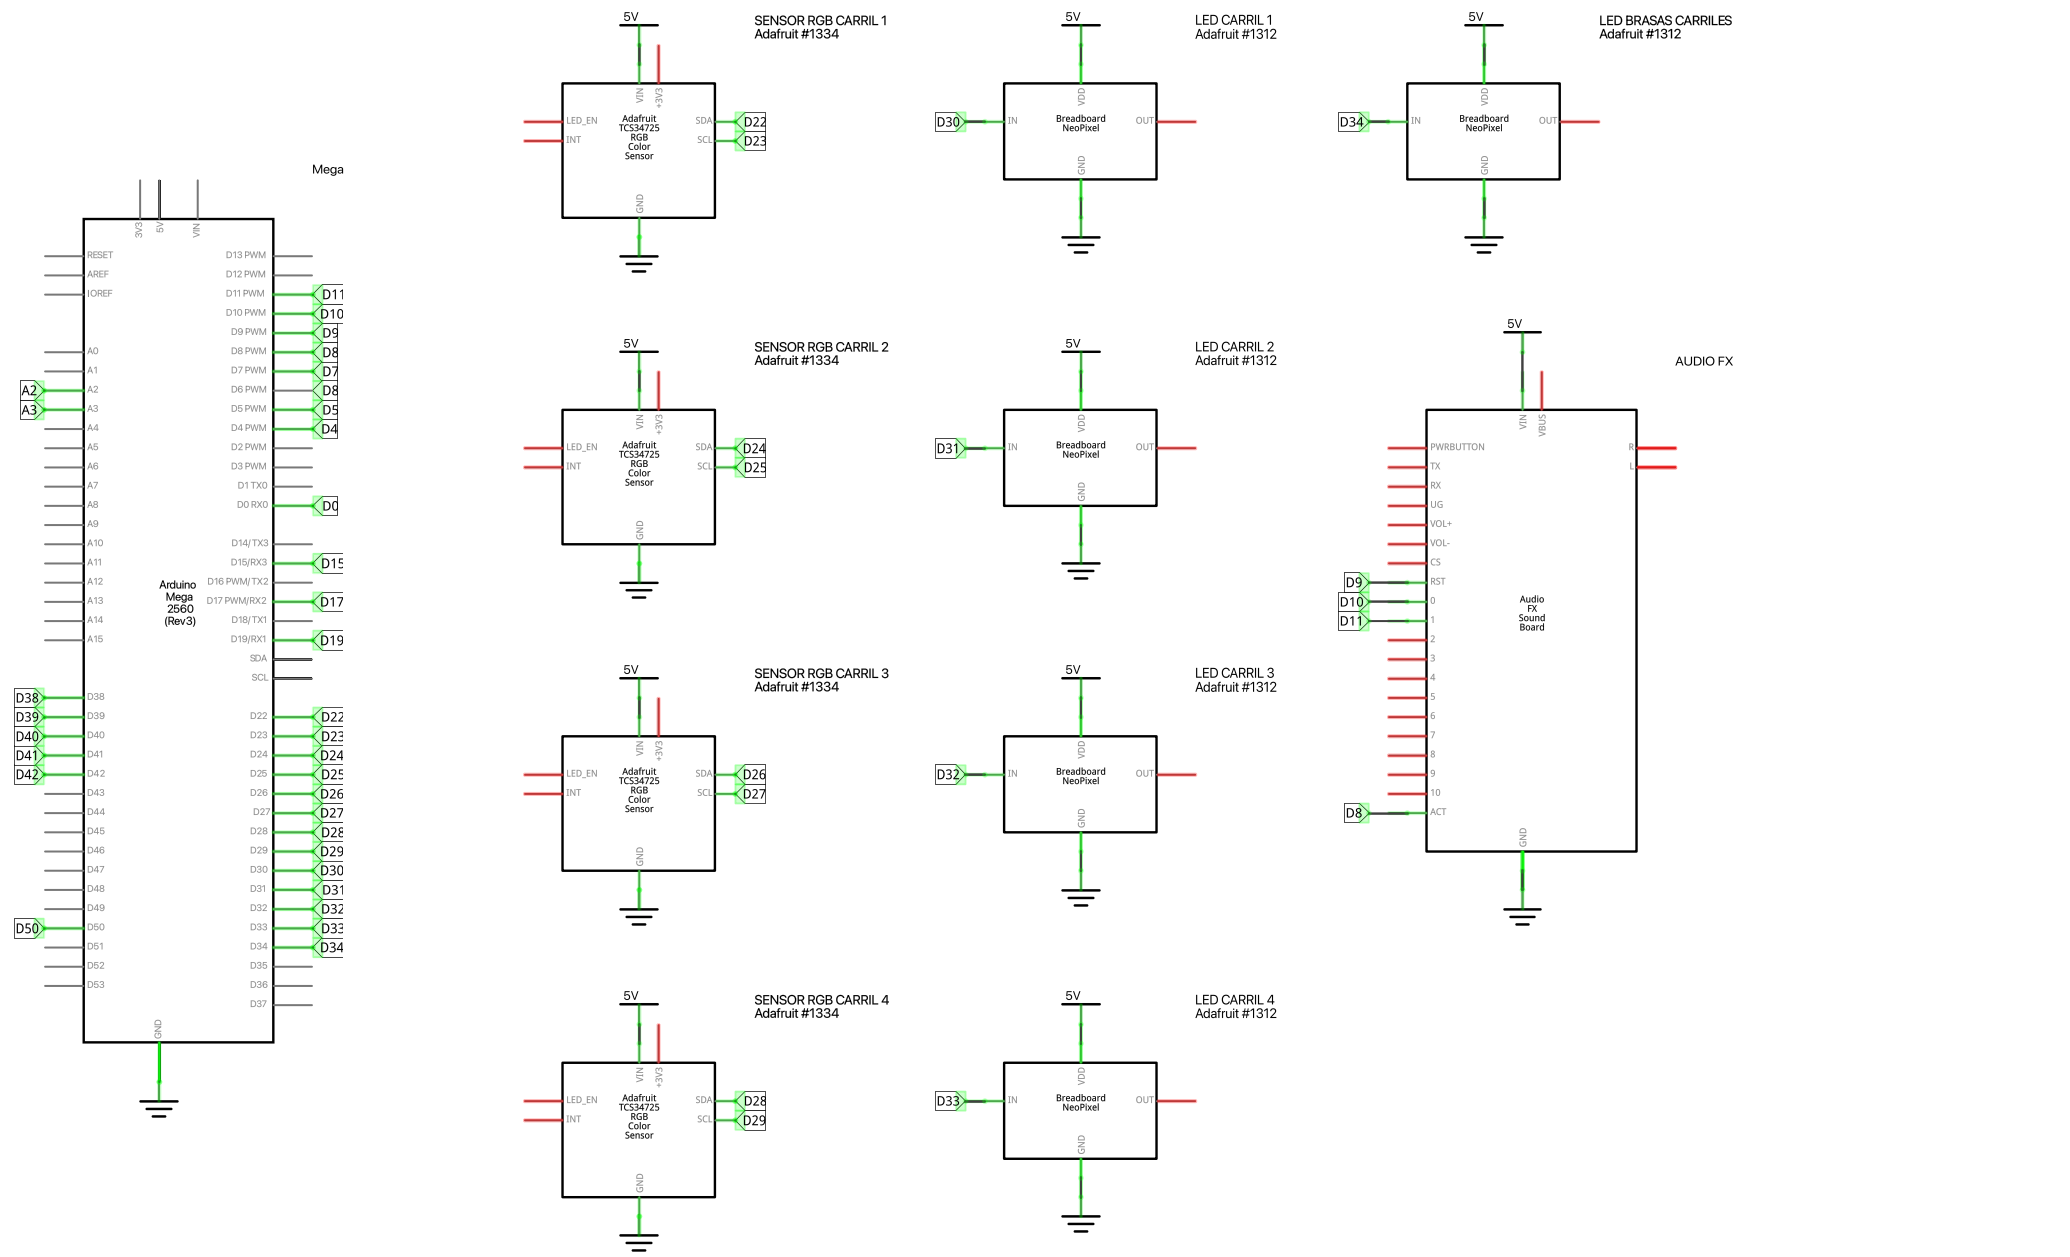 Mega
3V3
5V
VIN
RESET
AREF
IOREF
A0
A1
A2
A3
A4
A5
A6
A7
A8
A9
A10
A11
A12
A13
A14
A15
D38
D39
D40
D41
D42
D43
D44
D45
D46
D47
D48
D49
D50
D51
D52
D53
A2
A3
D38
D39
D40
D41
D42
D50
Arduino
Mega
2560
(Rev3)
D13 PWM
D12 PWM
D11 PWM D11
D10 PWM D10
D9 PWM D9
D8 PWM D8
D7 PWM D7
D6 PWM D8
D5 PWM D5
D4 PWM D4
D2 PWM
D3 PWM
D1 TX0
D0 RX0 D0
D14/TX3
D15/RX3 D15
D16 PWM/TX2
D17 PWM/RX2 D17
D18/TX1
D19/RX1 D19
SDA
SCL
D22 D22
D23 D23
D24 D24
D25 D25
D26 D26
D27 D27
D28 D28
D29 D29
D30 D30
D31 D31
D32 D32
D33 D33
D34 D34
D35
D36
D37
GND
SENSOR RGB CARRIL 1
Adafruit #1334
5V
VIN
+3V3
LED_EN
INT
Adafruit
TCS34725
RGB
Color
Sensor
SDA D22
SCL D23
GND
SENSOR RGB CARRIL 2
Adafruit #1334
5V
VIN
+3V3
LED_EN
INT
Adafruit
TCS34725
RGB
Color
Sensor
SDA D24
SCL D25
GND
SENSOR RGB CARRIL 3
Adafruit #1334
5V
VIN
+3V3
LED_EN
INT
Adafruit
TCS34725
RGB
Color
Sensor
SDA D26
SCL D27
GND
SENSOR RGB CARRIL 4
Adafruit #1334
5V
VIN
+3V3
LED_EN
INT
Adafruit
TCS34725
RGB
Color
Sensor
SDA D28
SCL D29
GND
LED CARRIL 1
Adafruit #1312
5V
VDD
D30 IN
Breadboard
NeoPixel
OUT
GND
LED CARRIL 2
Adafruit #1312
5V
VDD
D31 IN
Breadboard
NeoPixel
OUT
GND
LED CARRIL 3
Adafruit #1312
5V
VDD
D32 IN
Breadboard
NeoPixel
OUT
GND
LED CARRIL 4
Adafruit #1312
5V
VDD
D33 IN
Breadboard
NeoPixel
OUT
GND
LED BRASAS CARRILES
Adafruit #1312
5V
VDD
D34 IN
Breadboard
NeoPixel
OUT
GND
AUDIO FX
5V
VIN
VBUS
PWRBUTTON
TX
RX
UG
VOL+
VOL-
CS
D9 RST
D10 0
D11 1
2
3
4
5
6
7
8
9
10
D8 ACT
R
L
Audio
FX
Sound
Board
GND